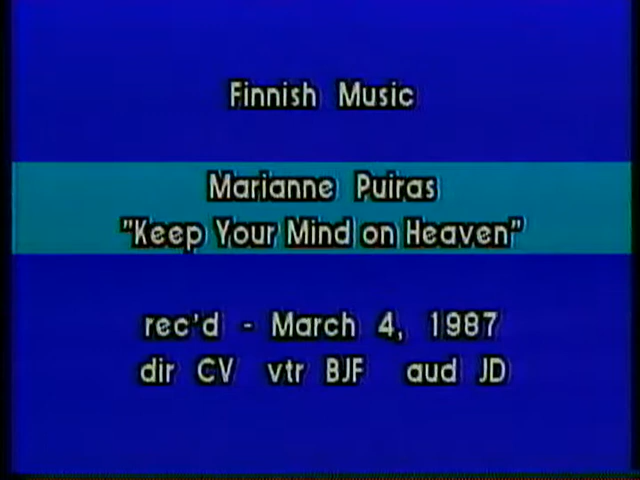 Finnish Music
Marianne Puiras
"Keep Your Mind on Heaven"
rec'd - March 4, 1987
dir CV vtr BJF aud JD